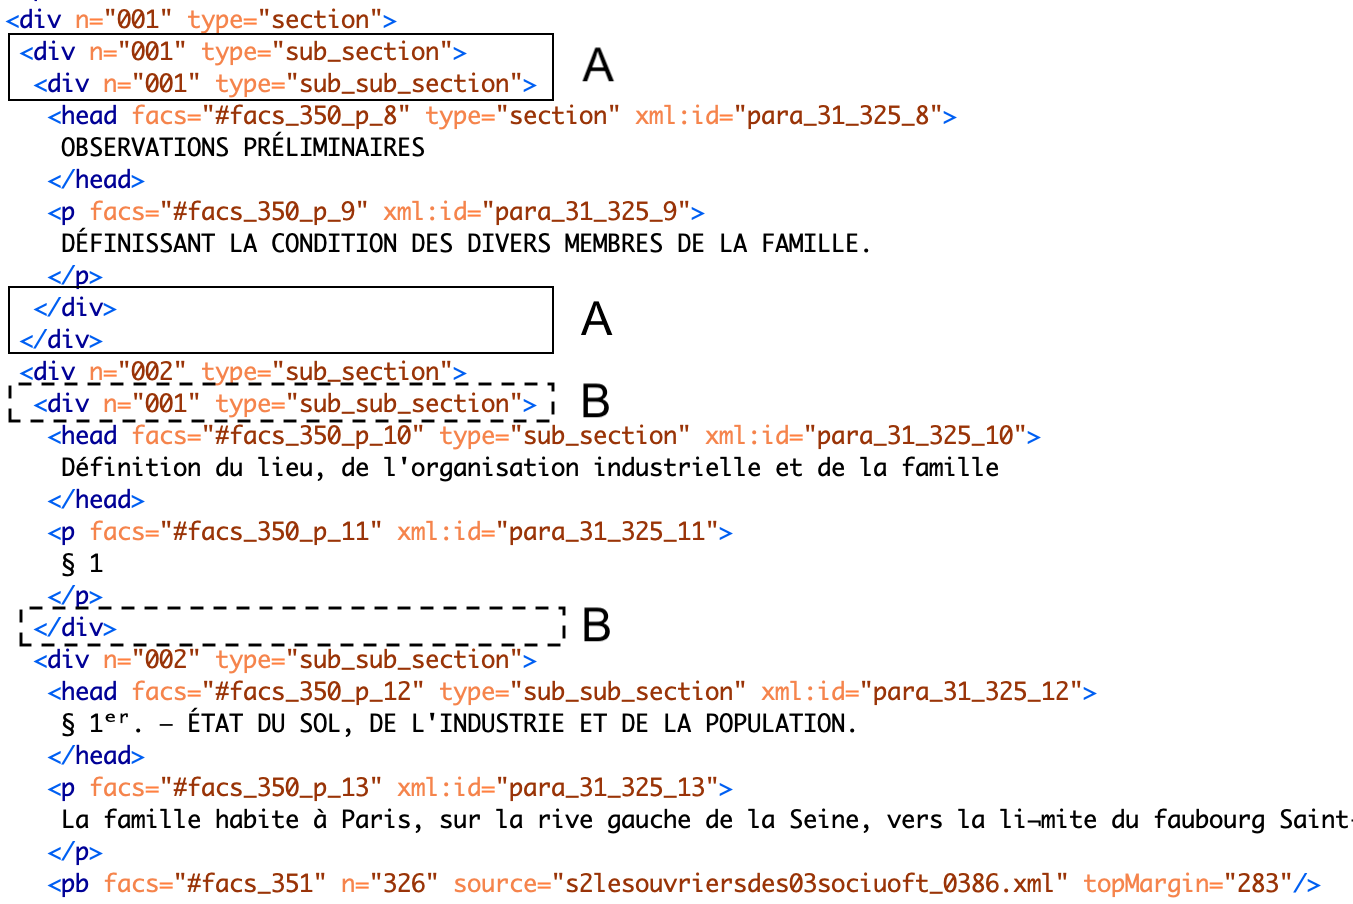 <div n="001" type="section">
<div n="001" type="sub_section"> A
<div n="001" type="sub_sub_section">
<head facs="#facs_350_p_8" type="section" xml:id="para_31_325_8">
OBSERVATIONS PRÉLIMINAIRES
</head>
<p facs="#facs_350_p_9" xml:id="para_31_325_9">
DÉFINISSANT LA CONDITION DES DIVERS MEMBRES DE LA FAMILLE.
</p>
</div> A
</div>
<div n="002" type="sub_section">
<div n="001" type="sub_sub_section"> B
<head facs="#facs_350_p_10" type="sub_section" xml:id="para_31_325_10">
Définition du lieu, de l'organisation industrielle et de la famille
</head>
<p facs="#facs_350_p_11" xml:id="para_31_325_11">
§ 1
</p>
</div> B
<div n="002" type="sub_sub_section">
<head facs="#facs_350_p_12" type="sub_sub_section" xml:id="para_31_325_12">
§ 1ᵉʳ. — ÉTAT DU SOL, DE L'INDUSTRIE ET DE LA POPULATION.
</head>
<p facs="#facs_350_p_13" xml:id="para_31_325_13">
La famille habite à Paris, sur la rive gauche de la Seine, vers la li¬mite du faubourg Saint-
</p>
<pb facs="#facs_351" n="326" source="s2lesouvriersdes03sociuoft_0386.xml" topMargin="283"/>